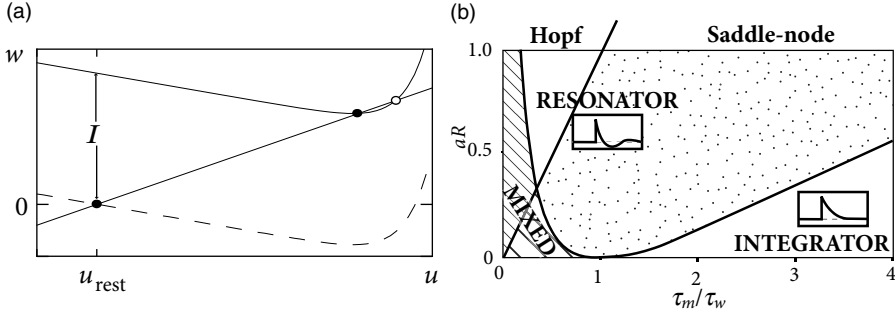 (a)
w
I
0
u_rest
u
(b)
Hopf
Saddle-node
1.0
RESONATOR
aR
0.5
MIXED
INTEGRATOR
0
0
1
2
3
4
τ_m/τ_w